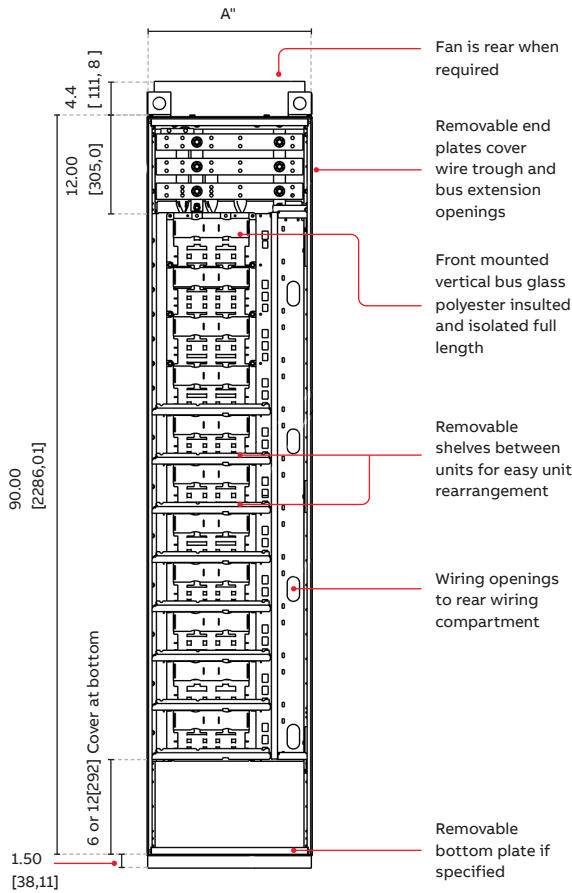 A"
Fan is rear when
required
4.4
[ 111, 8 ]
Removable end
plates cover
wire trough and
bus extension
openings
12.00
[305,0]
Front mounted
vertical bus glass
polyester insulted
and isolated full
length
Removable
shelves between
units for easy unit
rearrangement
90.00
[2286,01]
Wiring openings
to rear wiring
compartment
6 or 12[292] Cover at bottom
Removable
bottom plate if
specified
1.50
[38,11]